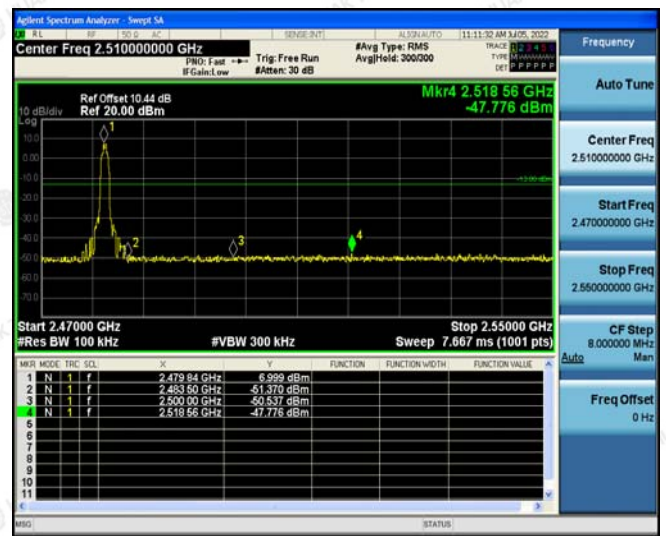 Agilent Spectrum Analyzer - Swept SA
RL RF 50 Ω AC SENSE:INT ALIGN AUTO 11:11:32 AM Jul 05, 2022
Center Freq 2.510000000 GHz #Avg Type: RMS TRACE 1 2 3 4 5 6
PNO: Fast Trig: Free Run Avg|Hold: 300/300 TYPE M
IFGain:Low #Atten: 30 dB DET P P P P P P
Mkr4 2.518 56 GHz
-47.776 dBm
Ref Offset 10.44 dB
10 dB/div Ref 20.00 dBm
Log
10.0
0.00
-10.0
-20.0
-30.0
-40.0
-50.0
-60.0
-70.0
1
2
3
4
-13.00 dBm
Start 2.47000 GHz Stop 2.55000 GHz
#Res BW 100 kHz #VBW 300 kHz Sweep 7.667 ms (1001 pts)
MKR MODE TRC SCL X Y FUNCTION FUNCTION WIDTH FUNCTION VALUE
1 N 1 f 2.479 84 GHz 6.999 dBm
2 N 1 f 2.483 50 GHz -51.370 dBm
3 N 1 f 2.500 00 GHz -50.537 dBm
4 N 1 f 2.518 56 GHz -47.776 dBm
5
6
7
8
9
10
11
MSG STATUS
Frequency
Auto Tune
Center Freq
2.510000000 GHz
Start Freq
2.470000000 GHz
Stop Freq
2.550000000 GHz
CF Step
8.000000 MHz
Auto Man
Freq Offset
0 Hz